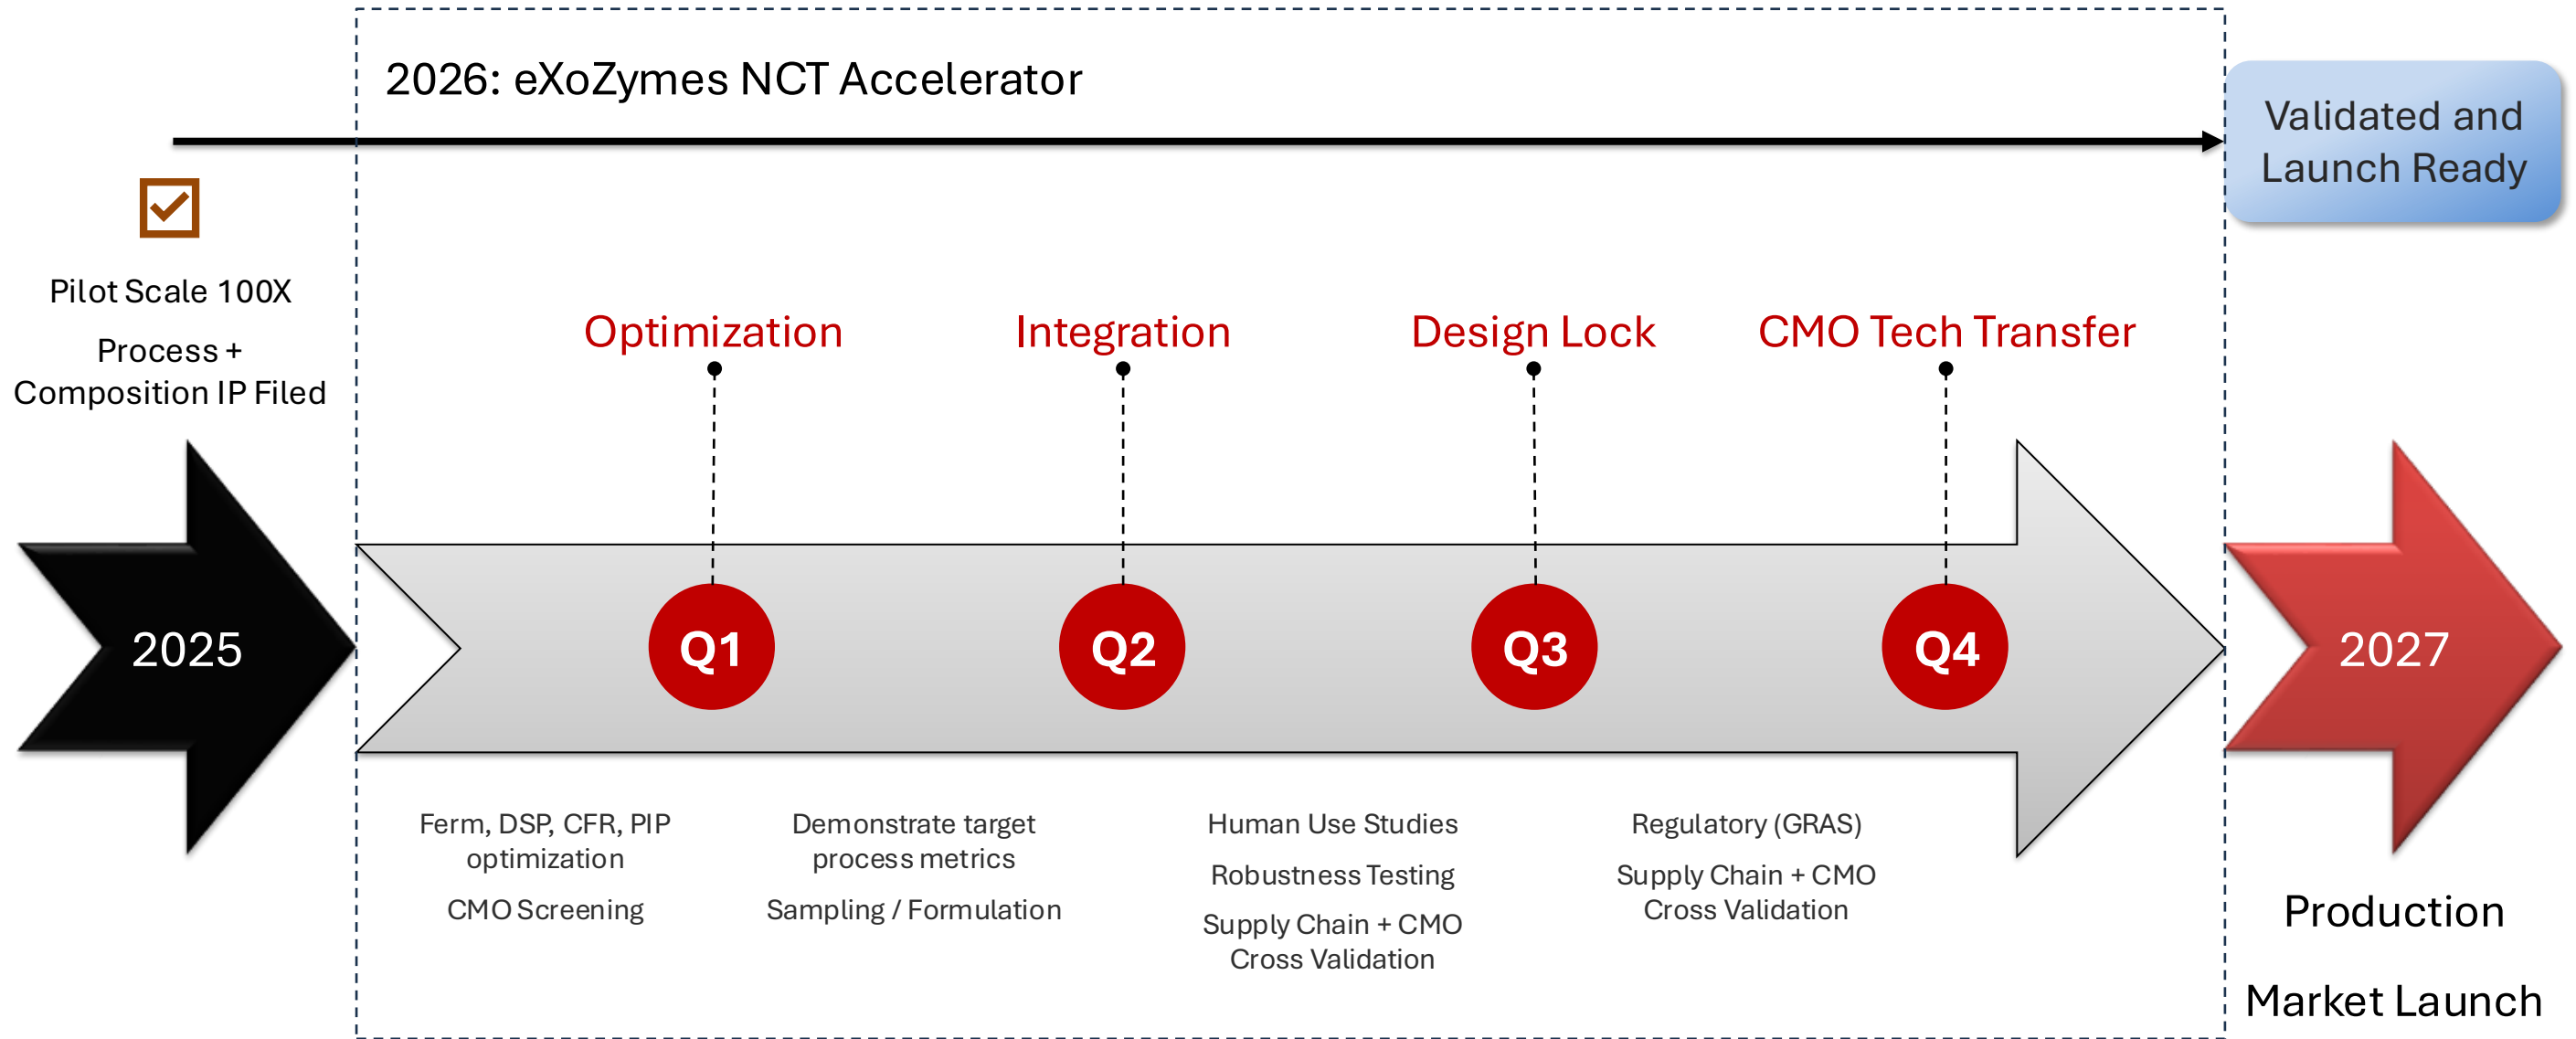 2026: eXoZymes NCT Accelerator
Validated and
Launch Ready
Pilot Scale 100X
Process +
Composition IP Filed
Optimization
Integration
Design Lock
CMO Tech Transfer
2025
Q1
Q2
Q3
Q4
2027
Ferm, DSP, CFR, PIP
optimization
CMO Screening
Demonstrate target
process metrics
Sampling / Formulation
Human Use Studies
Robustness Testing
Supply Chain + CMO
Cross Validation
Regulatory (GRAS)
Supply Chain + CMO
Cross Validation
Production
Market Launch